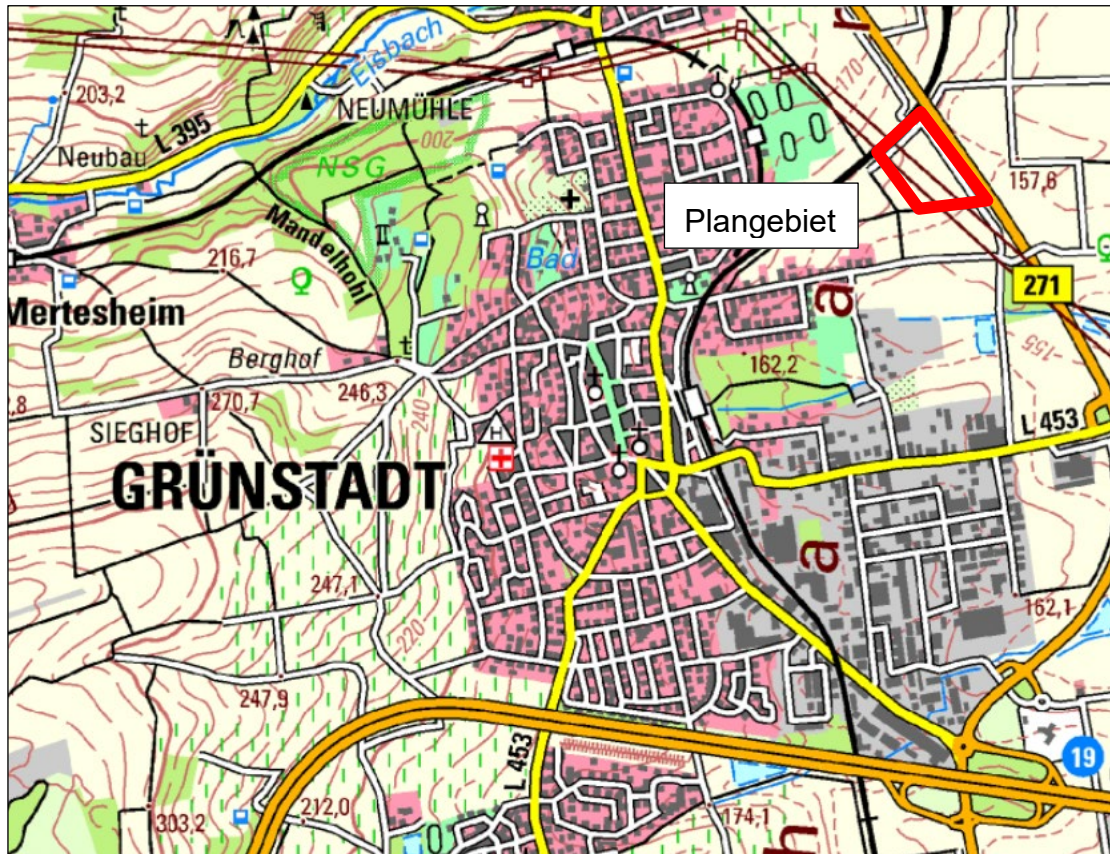 r
Eisbach
170
203,2
NEUMÜHLE
L 395
Neubau
200
NSG
157,6
Plangebiet
Mandelhohl
Bad
216,7
271
a
Mertesheim
Berghof
162,2
155
246,3
,8
270,7
240
L 453
SIEGHOF
H
GRÜNSTADT
a
247,1
162,1
220
247,9
L 453
19
212,0
303,2
174,1
h